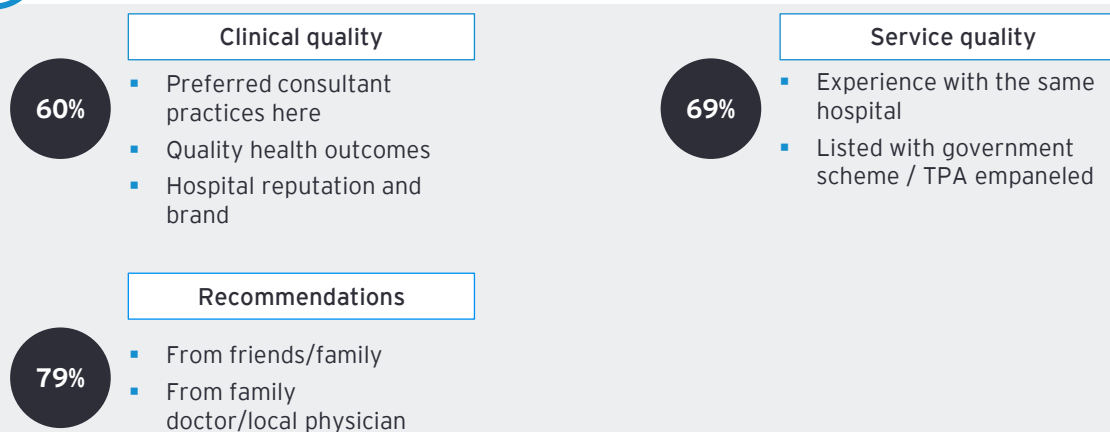 Clinical quality
60%
▪ Preferred consultant
practices here
▪ Quality health outcomes
▪ Hospital reputation and
brand
Service quality
69%
▪ Experience with the same
hospital
▪ Listed with government
scheme / TPA empaneled
Recommendations
79%
▪ From friends/family
▪ From family
doctor/local physician